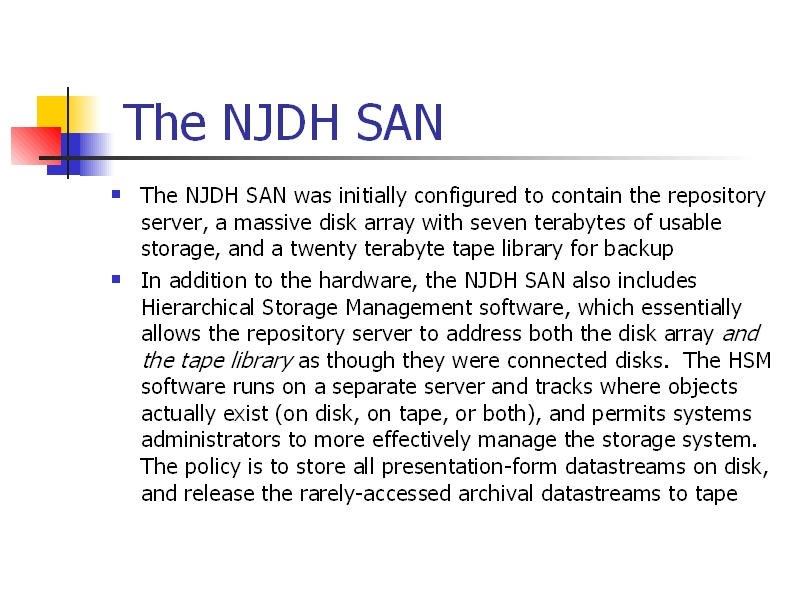 The NJDH SAN
The NJDH SAN was initially configured to contain the repository
server, a massive disk array with seven terabytes of usable
storage, and a twenty terabyte tape library for backup
In addition to the hardware, the NJDH SAN also includes
Hierarchical Storage Management software, which essentially
allows the repository server to address both the disk array and
the tape library as though they were connected disks.  The HSM
software runs on a separate server and tracks where objects
actually exist (on disk, on tape, or both), and permits systems
administrators to more effectively manage the storage system.
The policy is to store all presentation-form datastreams on disk,
and release the rarely-accessed archival datastreams to tape